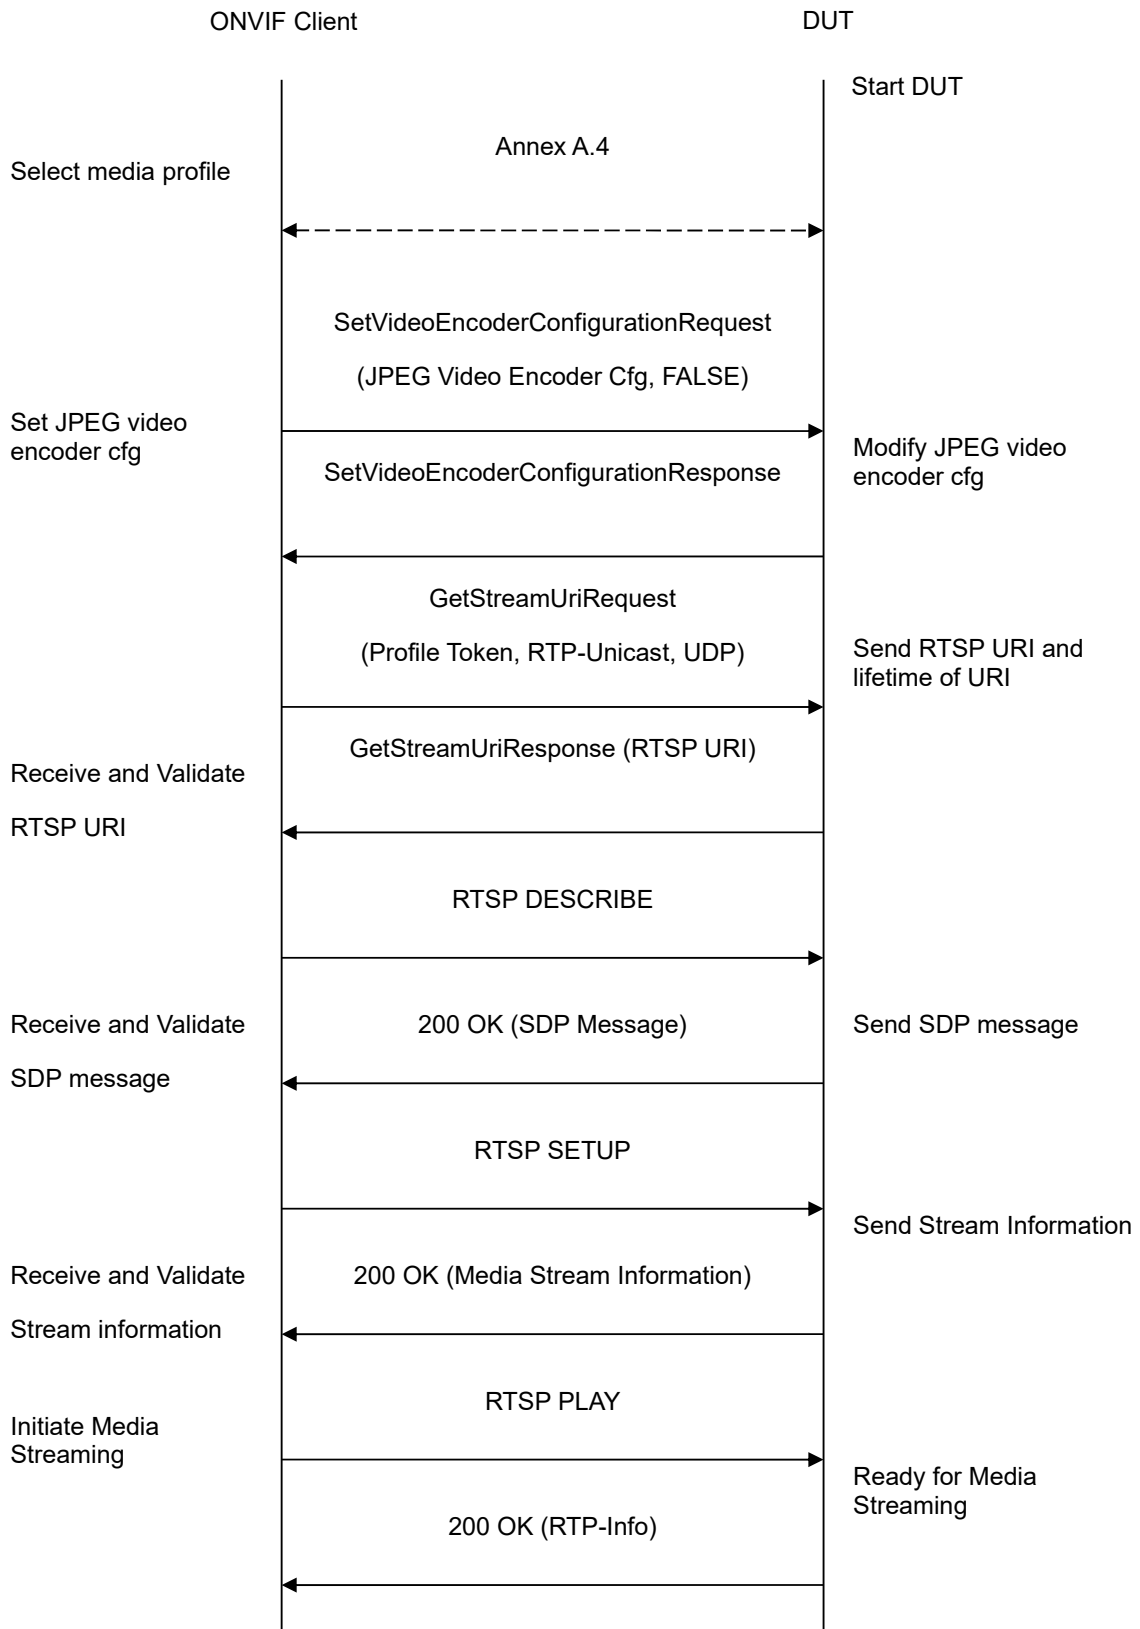 ONVIF Client
DUT
Start DUT
Annex A.4
Select media profile
SetVideoEncoderConfigurationRequest
(JPEG Video Encoder Cfg, FALSE)
Set JPEG video
encoder cfg
Modify JPEG video
encoder cfg
SetVideoEncoderConfigurationResponse
GetStreamUriRequest
(Profile Token, RTP-Unicast, UDP)
Send RTSP URI and
lifetime of URI
GetStreamUriResponse (RTSP URI)
Receive and Validate
RTSP URI
RTSP DESCRIBE
Receive and Validate
SDP message
200 OK (SDP Message)
Send SDP message
RTSP SETUP
Send Stream Information
Receive and Validate
Stream information
200 OK (Media Stream Information)
RTSP PLAY
Initiate Media
Streaming
Ready for Media
Streaming
200 OK (RTP-Info)